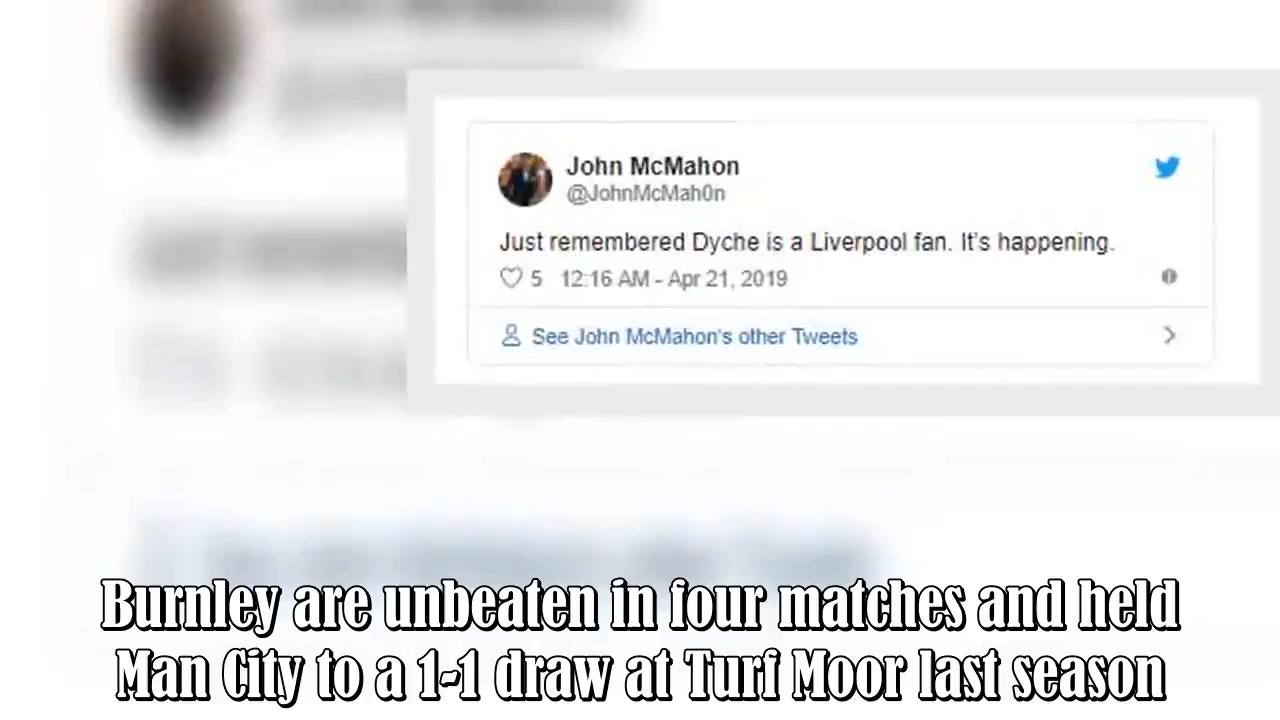 John McMahon
@JohnMcMah0n
Just remembered Dyche is a Liverpool fan. It's happening.
5 12:16 AM - Apr 21, 2019
See John McMahon's other Tweets
Burnley are unbeaten in four matches and held
Man City to a 1-1 draw at Turf Moor last season